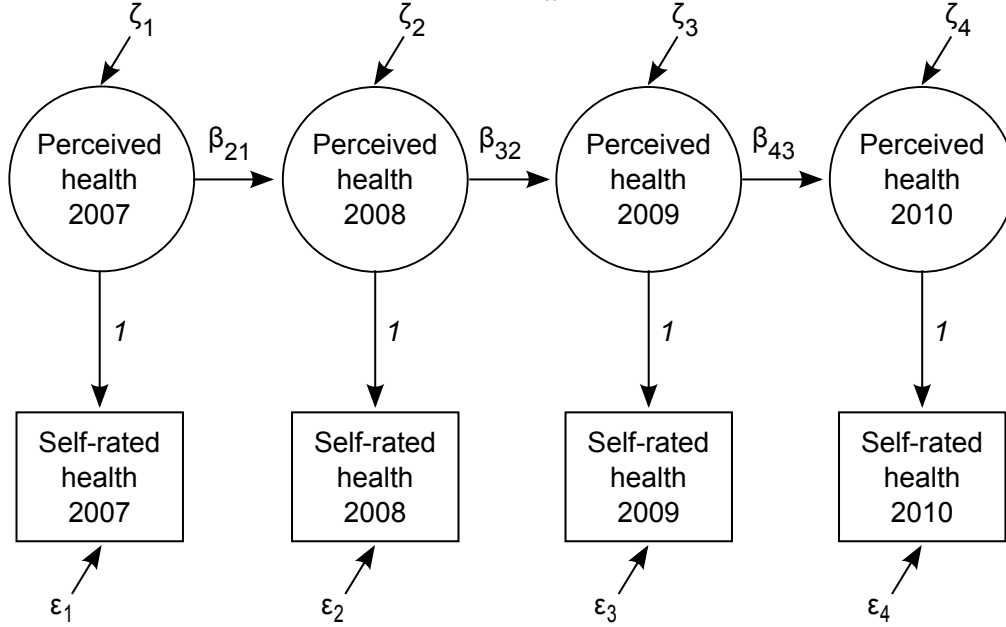 ζ1
ζ2
ζ3
ζ4
Perceived
health
2007
β21
Perceived
health
2008
β32
Perceived
health
2009
β43
Perceived
health
2010
1
1
1
1
Self-rated
health
2007
Self-rated
health
2008
Self-rated
health
2009
Self-rated
health
2010
ε1
ε2
ε3
ε4